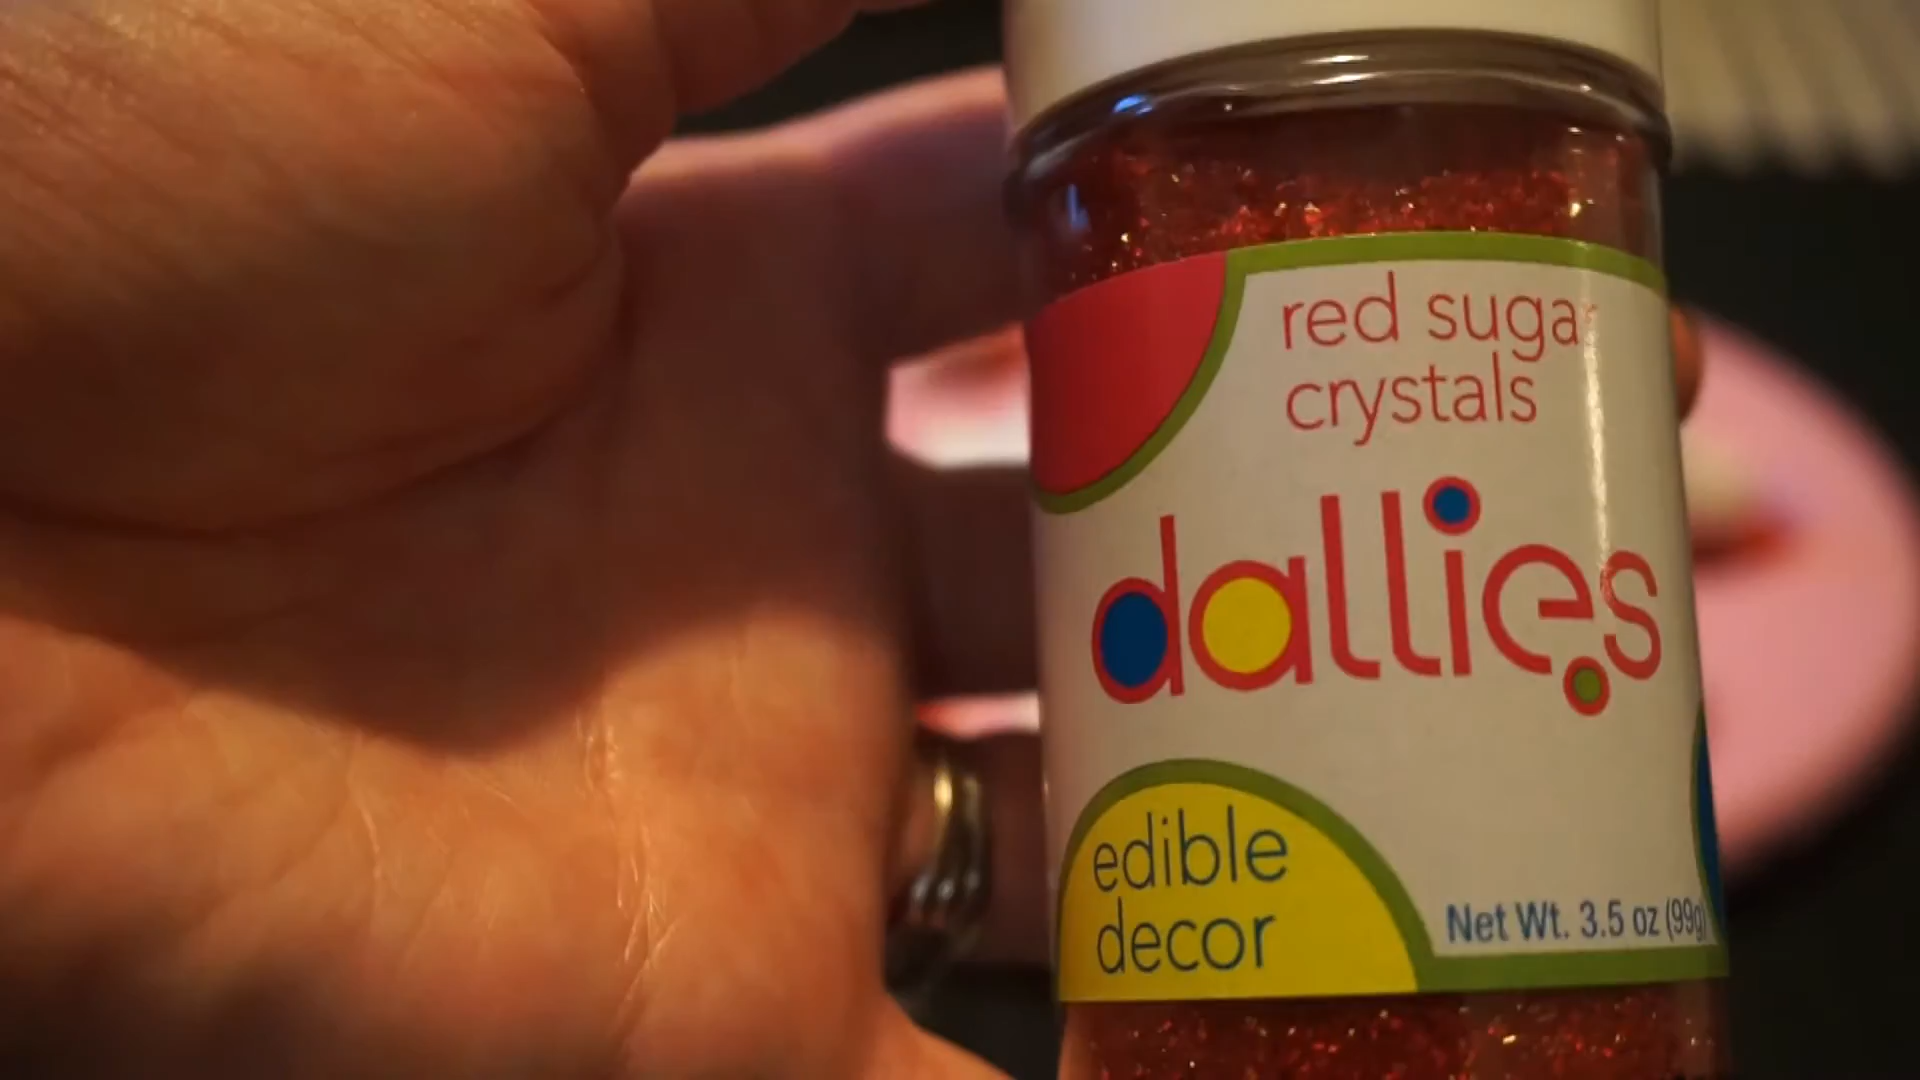 red sugar
crystals
dallies
edible
decor
Net Wt. 3.5 oz (99g)